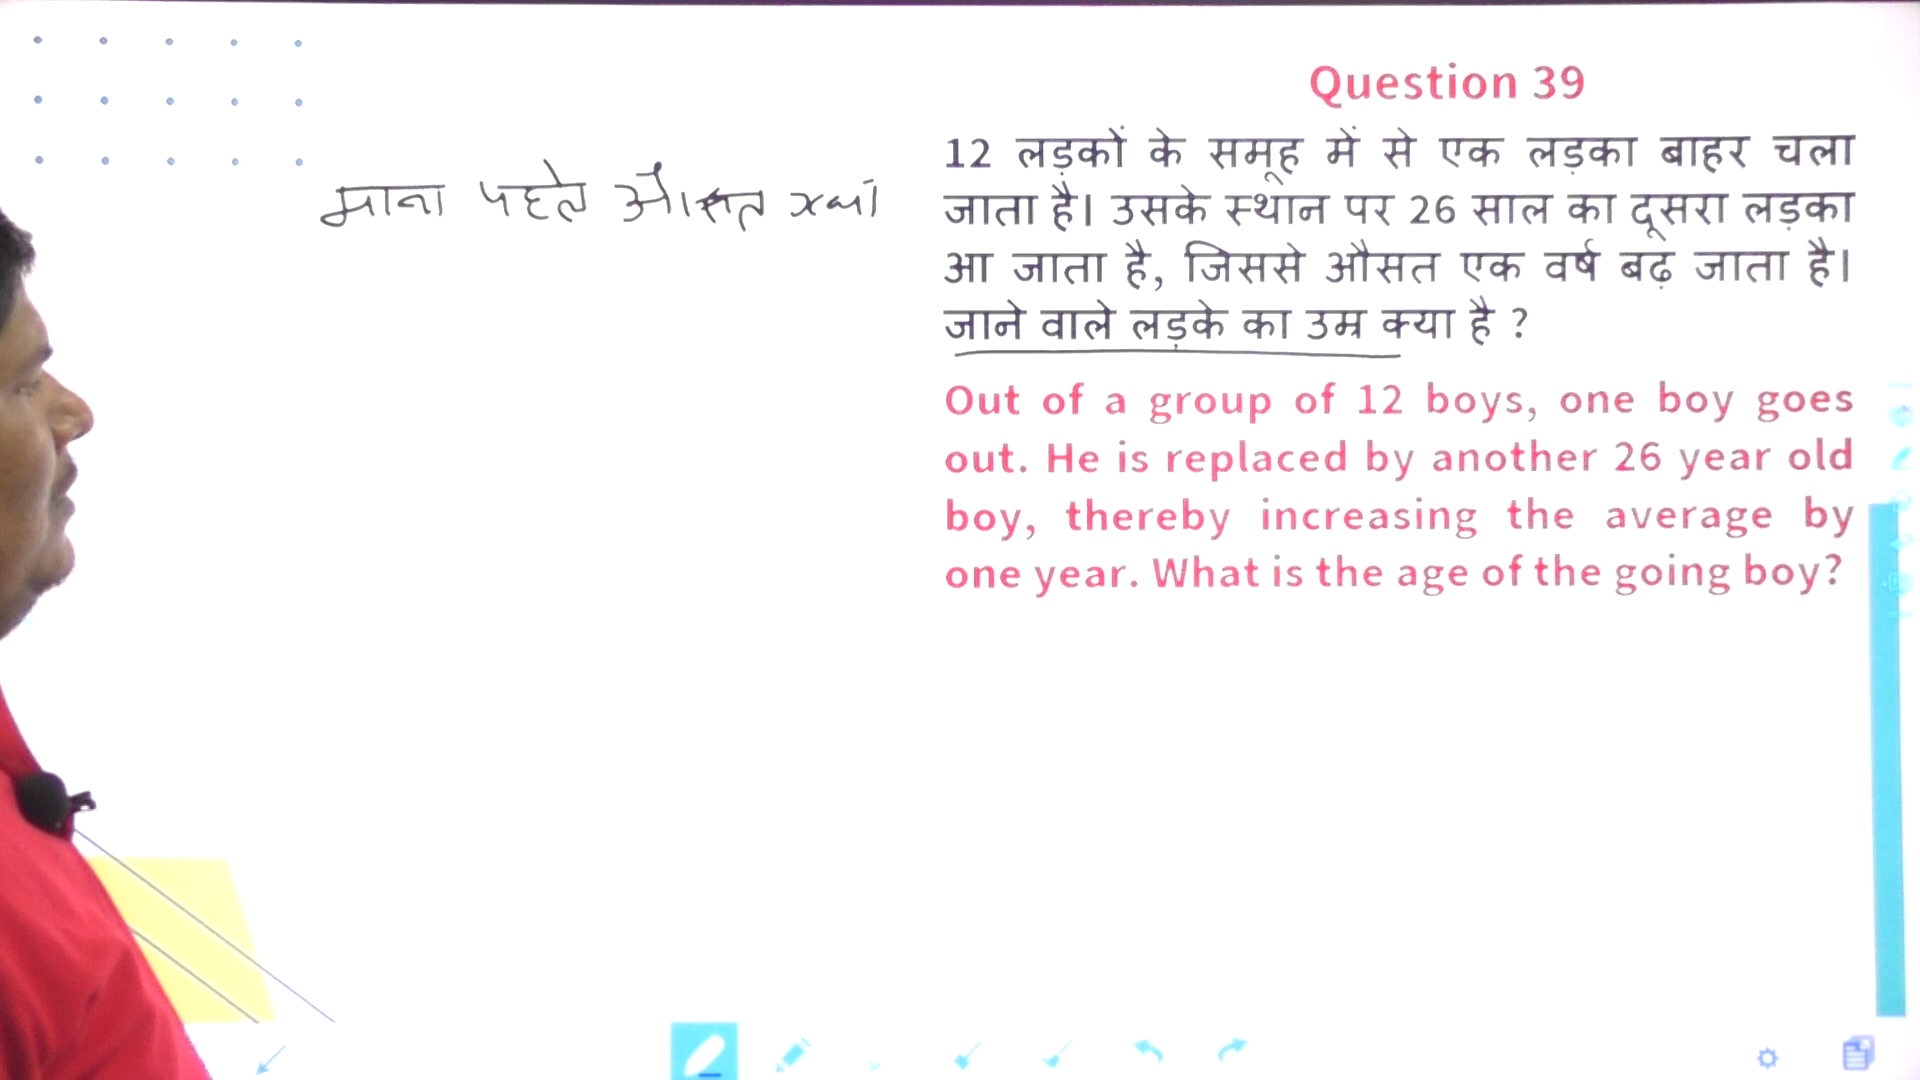 Question 39
12 लड़कों के समूह में से एक लड़का बाहर चला
जाता है। उसके स्थान पर 26 साल का दूसरा लड़का
आ जाता है, जिससे औसत एक वर्ष बढ़ जाता है।
जाने वाले लड़के का उम्र क्या है ?
Out of a group of 12 boys, one boy goes
out. He is replaced by another 26 year old
boy, thereby increasing the average by
one year. What is the age of the going boy?
माना पहले औसत x वर्ष